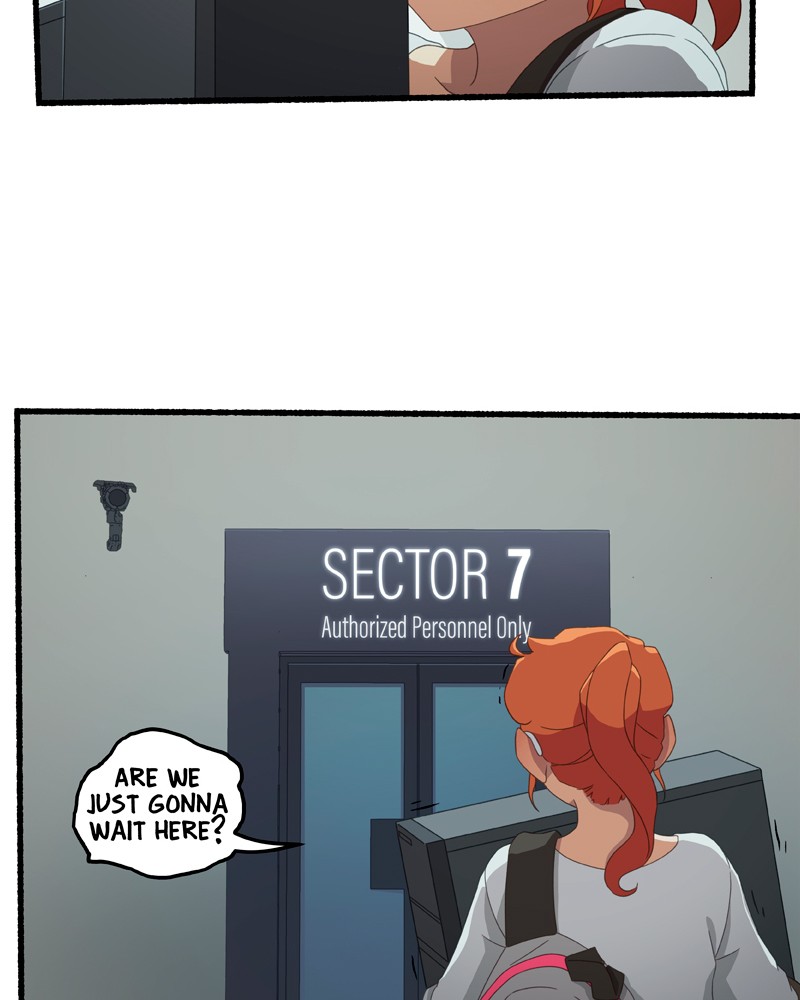 SECTOR 7
Authorized Personnel Only
ARE WE
JUST GONNA
WAIT HERE?